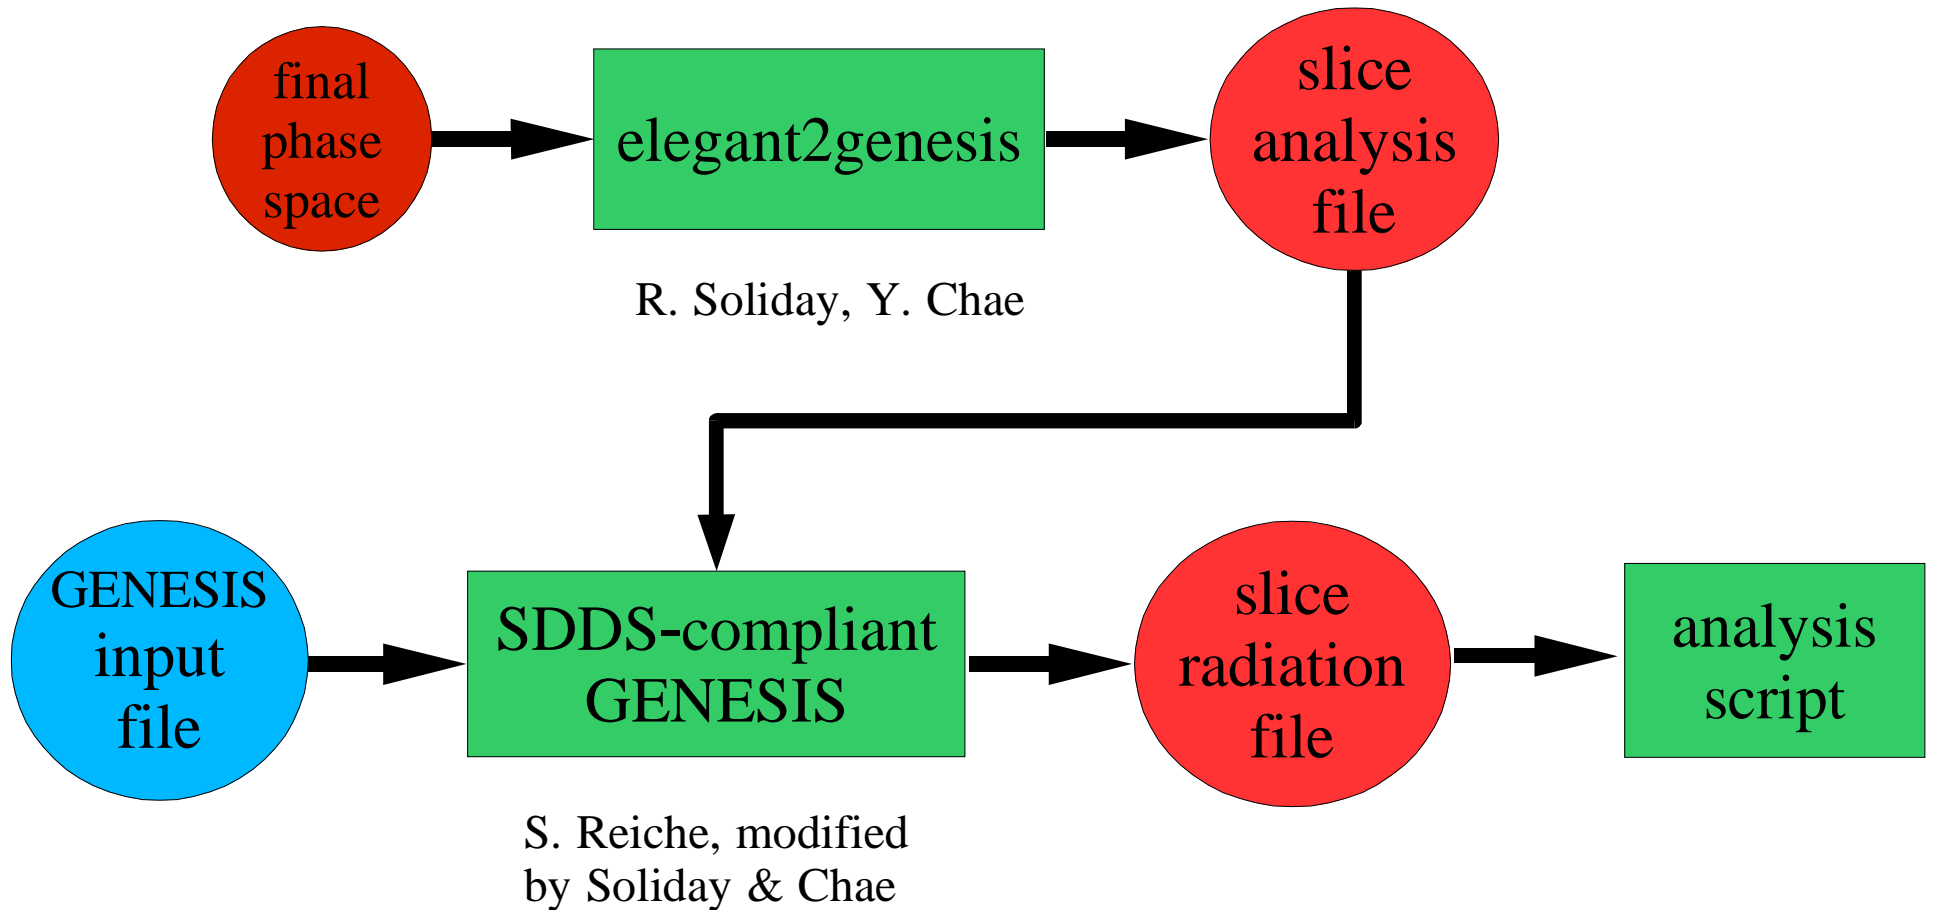 final
phase
space
elegant2genesis
slice
analysis
file
R. Soliday, Y. Chae
GENESIS
input
file
SDDS-compliant
GENESIS
slice
radiation
file
analysis
script
S. Reiche, modified
by Soliday & Chae